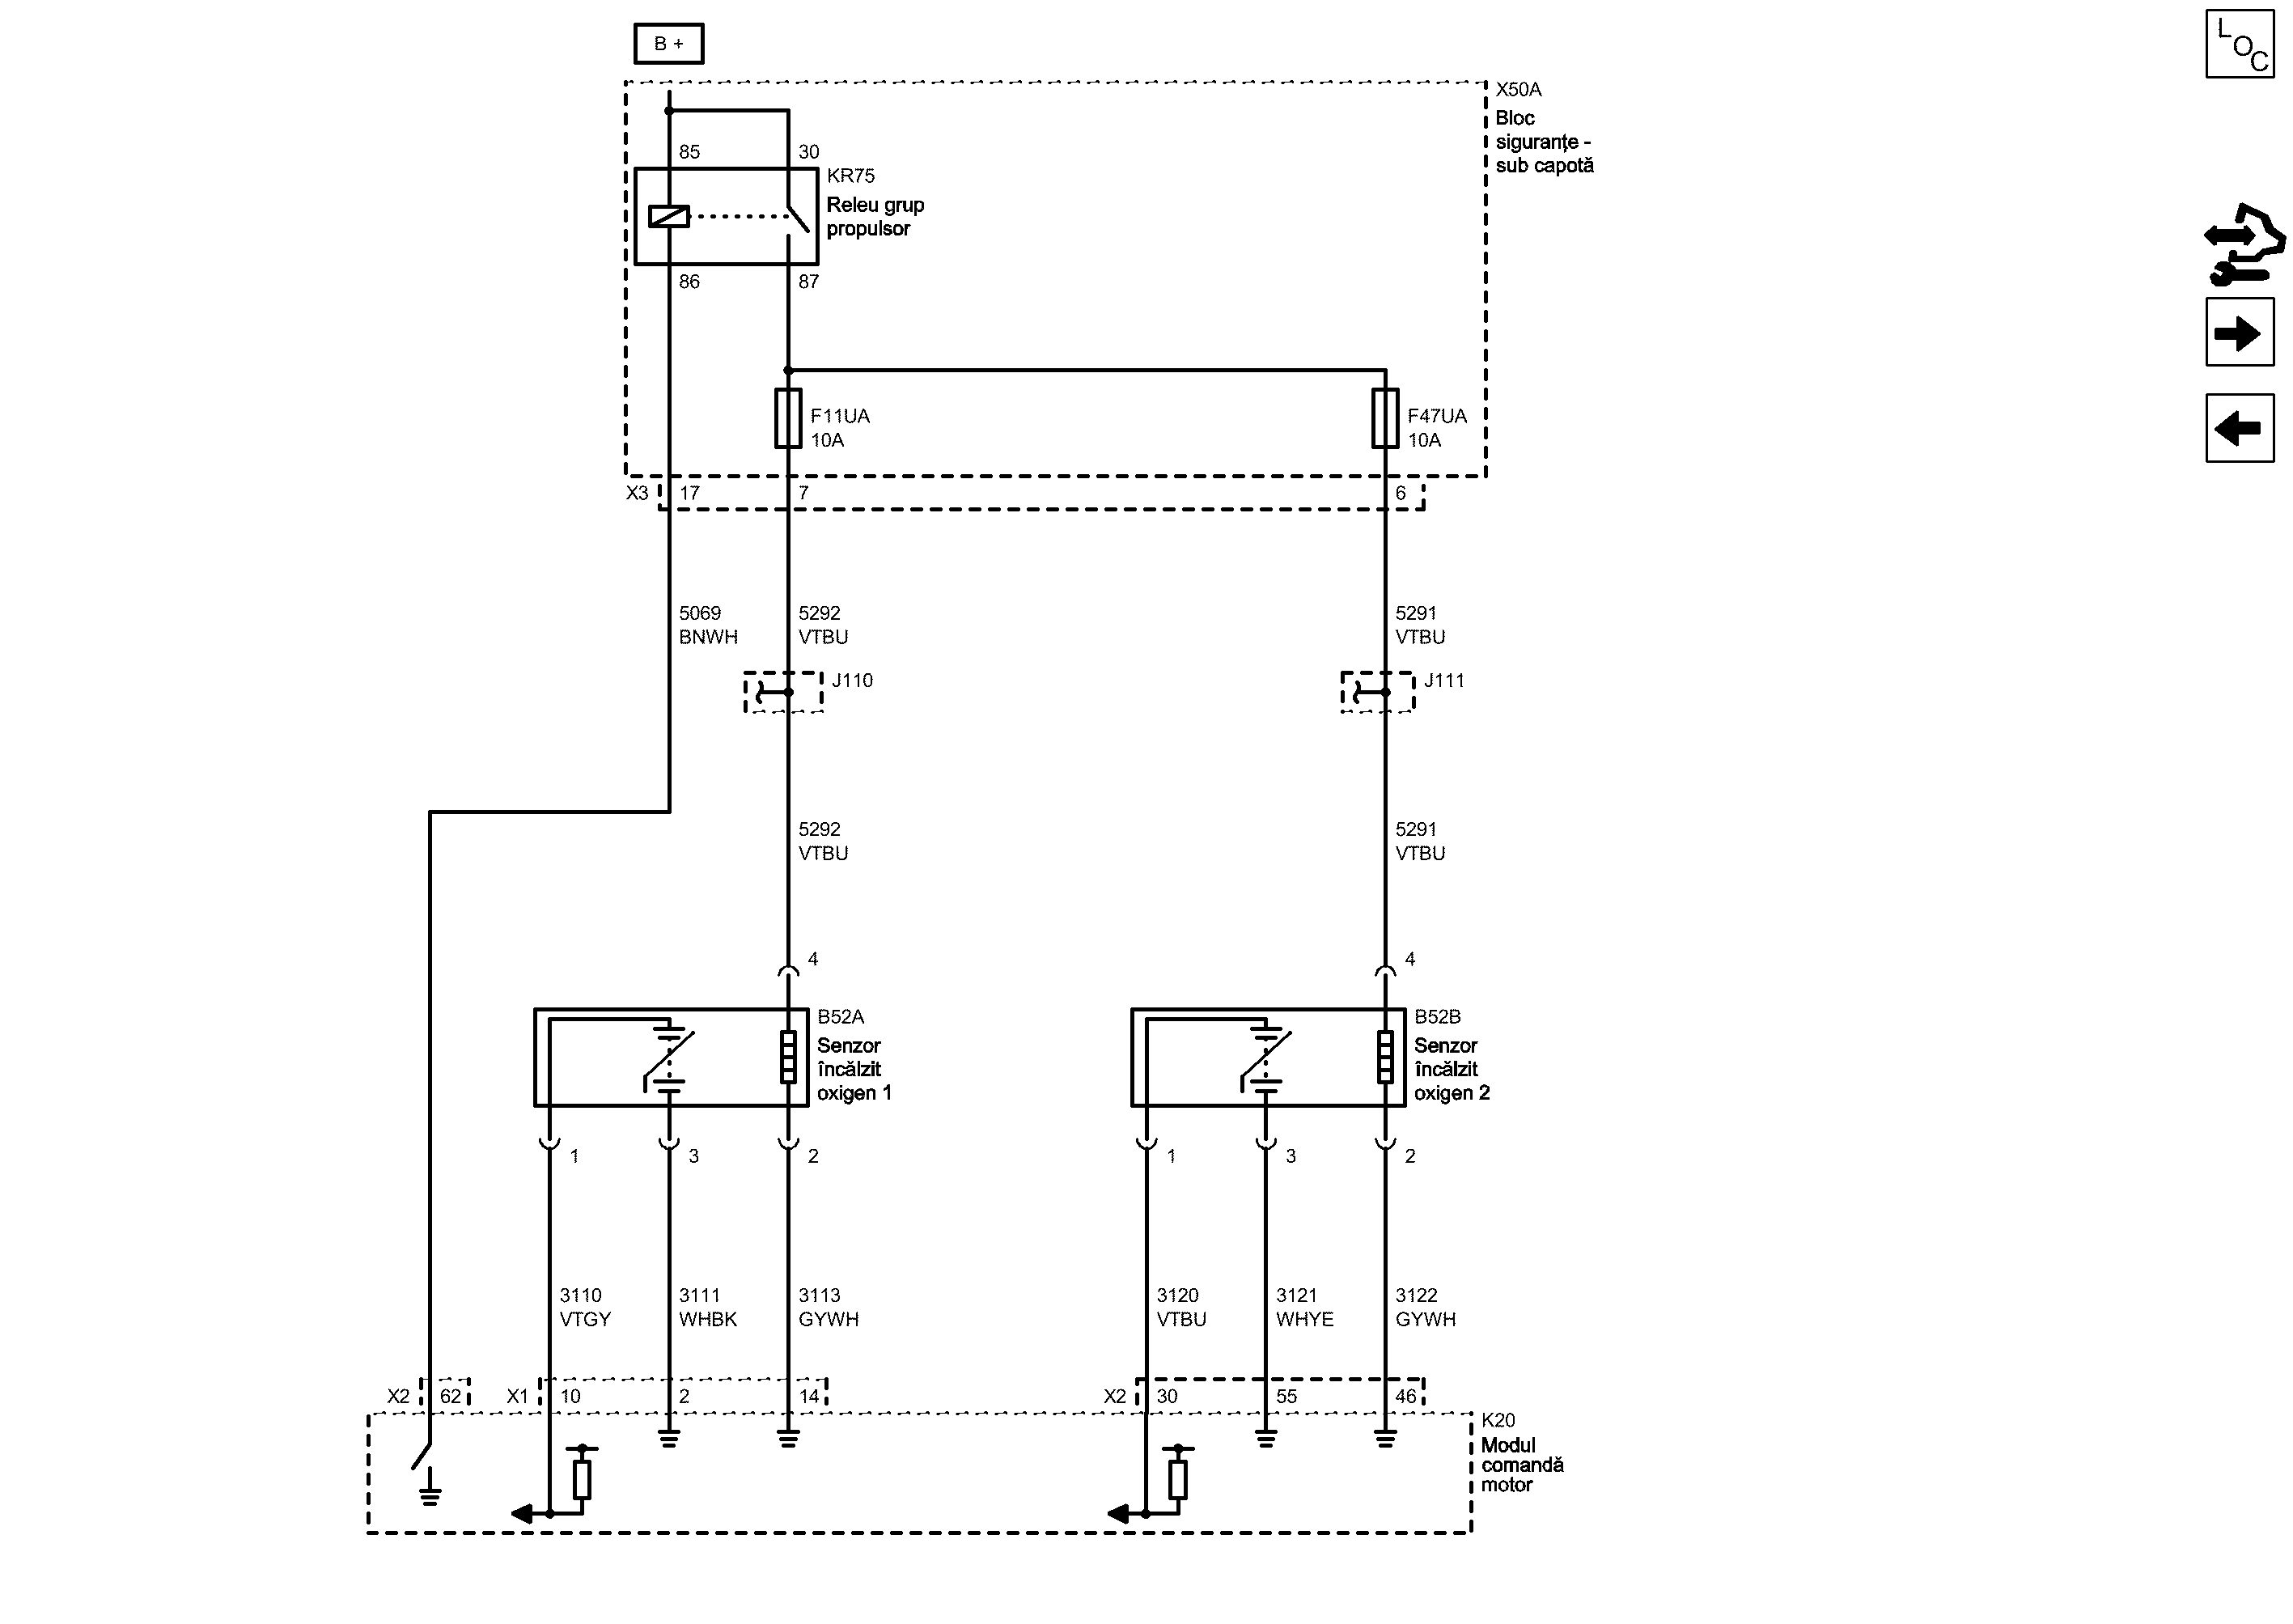 B +
L
O
C
X50A
Bloc
siguranțe -
sub capotă
85
30
KR75
Releu grup
propulsor
86
87
F11UA
10A
F47UA
10A
X3
17
7
6
5069
BNWH
5292
VTBU
5291
VTBU
J110
J111
5292
VTBU
5291
VTBU
4
4
B52A
Senzor
încălzit
oxigen 1
B52B
Senzor
încălzit
oxigen 2
1
3
2
1
3
2
3110
VTGY
3111
WHBK
3113
GYWH
3120
VTBU
3121
WHYE
3122
GYWH
X2
62
X1
10
2
14
X2
30
55
46
K20
Modul
comandă
motor